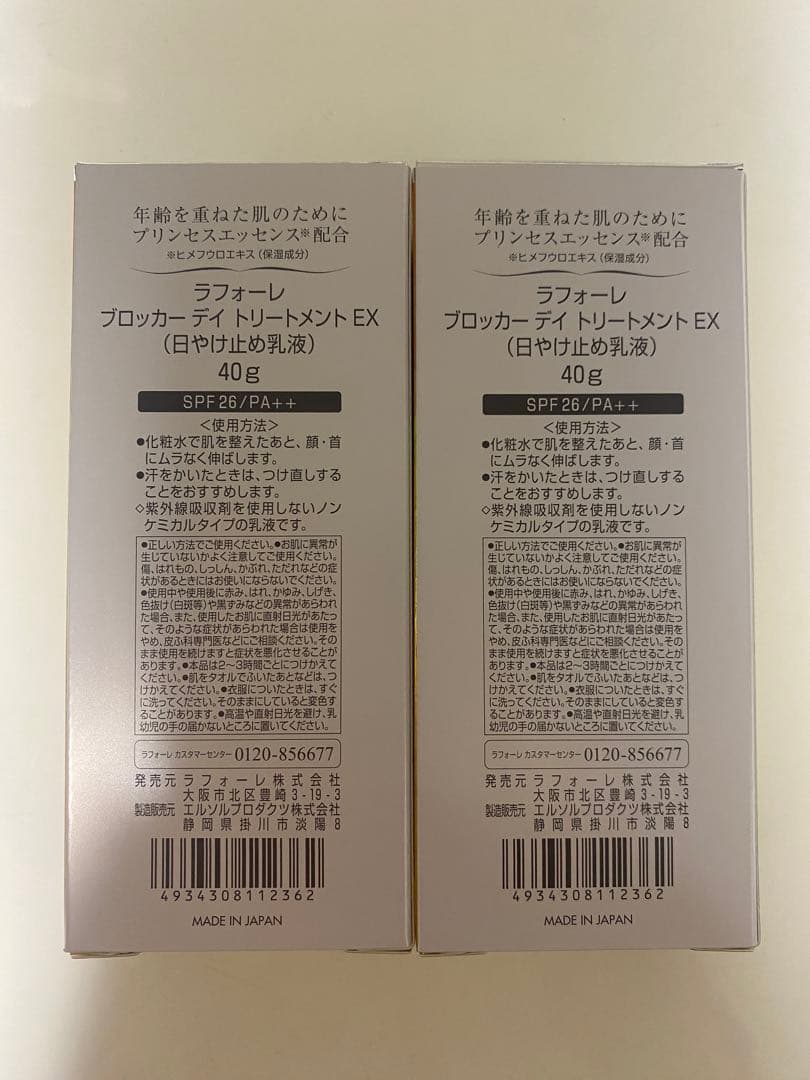 年齢を重ねた肌のために
プリンセスエッセンス※配合
※ヒメフウロエキス（保湿成分）
ラフォーレ
ブロッカー デイ トリートメント EX
（日やけ止め乳液）
40g
SPF26/PA++
＜使用方法＞
●化粧水で肌を整えたあと、顔・首
にムラなく伸ばします。
●汗をかいたときは、つけ直しする
ことをおすすめします。
◇紫外線吸収剤を使用しないノン
ケミカルタイプの乳液です。
●正しい方法でご使用ください。●お肌に異常が
生じていないかよく注意してご使用ください。
傷、はれもの、しっしん、かぶれ、ただれなどの症
状があるときにはお使いにならないでください。
●使用中や使用後に赤み、はれ、かゆみ、しげき、
色抜け（白斑等）や黒ずみなどの異常があらわれ
た場合、また、使用したお肌に直射日光があたっ
て、そのような症状があらわれた場合は使用を
やめ、皮ふ科専門医などにご相談ください。その
まま使用を続けますと症状を悪化させることが
あります。●本品は2～3時間ごとにつけかえて
ください。●肌をタオルでふいたあとなどは、つ
けかえてください。●衣服についたときは、すぐ
に洗ってください。そのままにしていると変色す
ることがあります。●高温や直射日光を避け、乳
幼児の手の届かないところに置いてください。
ラフォーレ カスタマーセンター 0120-856677
発売元 ラフォーレ株式会社
大阪市北区豊崎3-19-3
製造販売元 エルソルプロダクツ株式会社
静岡県掛川市淡陽8
4934308112362
MADE IN JAPAN
年齢を重ねた肌のために
プリンセスエッセンス※配合
※ヒメフウロエキス（保湿成分）
ラフォーレ
ブロッカー デイ トリートメント EX
（日やけ止め乳液）
40g
SPF26/PA++
＜使用方法＞
●化粧水で肌を整えたあと、顔・首
にムラなく伸ばします。
●汗をかいたときは、つけ直しする
ことをおすすめします。
◇紫外線吸収剤を使用しないノン
ケミカルタイプの乳液です。
●正しい方法でご使用ください。●お肌に異常が
生じていないかよく注意してご使用ください。
傷、はれもの、しっしん、かぶれ、ただれなどの症
状があるときにはお使いにならないでください。
●使用中や使用後に赤み、はれ、かゆみ、しげき、
色抜け（白斑等）や黒ずみなどの異常があらわれ
た場合、また、使用したお肌に直射日光があたっ
て、そのような症状があらわれた場合は使用を
やめ、皮ふ科専門医などにご相談ください。その
まま使用を続けますと症状を悪化させることが
あります。●本品は2～3時間ごとにつけかえて
ください。●肌をタオルでふいたあとなどは、つ
けかえてください。●衣服についたときは、すぐ
に洗ってください。そのままにしていると変色す
ることがあります。●高温や直射日光を避け、乳
幼児の手の届かないところに置いてください。
ラフォーレ カスタマーセンター 0120-856677
発売元 ラフォーレ株式会社
大阪市北区豊崎3-19-3
製造販売元 エルソルプロダクツ株式会社
静岡県掛川市淡陽8
4934308112362
MADE IN JAPAN